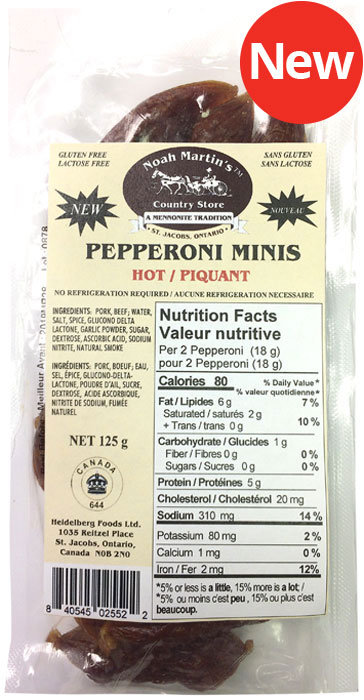 New
GLUTEN FREE
LACTOSE FREE
Noah Martin's™
Country Store
A MENNONITE TRADITION
• ST. JACOBS, ONTARIO •
SANS GLUTEN
SANS LACTOSE
NEW
NOUVEAU
PEPPERONI MINIS
HOT / PIQUANT
NO REFRIGERATION REQUIRED / AUCUNE REFRIGERATION NECESSAIRE
INGREDIENTS: PORK, BEEF; WATER,
SALT, SPICE, GLUCONO DELTA
LACTONE, GARLIC POWDER, SUGAR,
DEXTROSE, ASCORBIC ACID, SODIUM
NITRITE, NATURAL SMOKE
INGRÉDIENTS: PORC, BOEUF; EAU,
SEL, ÉPICE, GLUCONO-DELTA-
LACTONE, POUDRE D'AIL, SUCRE,
DEXTROSE, ACIDE ASCORBIQUE,
NITRITE DE SODIUM, FUMÉE
NATUREL
Meilleur Avant
Lot
NET 125 g
CANADA
644
Heidelberg Foods Ltd.
1035 Reitzel Place
St. Jacobs, Ontario,
Canada N0B 2N0
8 40545 02552 2
Nutrition Facts
Valeur nutritive
Per 2 Pepperoni (18 g)
pour 2 Pepperoni (18 g)
Calories 80 % Daily Value*
% valeur quotidienne*
Fat / Lipides 6 g 7 %
Saturated / saturés 2 g
+ Trans / trans 0 g 10 %
Carbohydrate / Glucides 1 g
Fiber / Fibres 0 g 0 %
Sugars / Sucres 0 g 0 %
Protein / Protéines 5 g
Cholesterol / Cholestérol 20 mg
Sodium 310 mg 14 %
Potassium 80 mg 2 %
Calcium 1 mg 0 %
Iron / Fer 2 mg 12%
*5% or less is a little, 15% more is a lot; /
*5% ou moins c'est peu , 15% ou plus c'est
beaucoup.